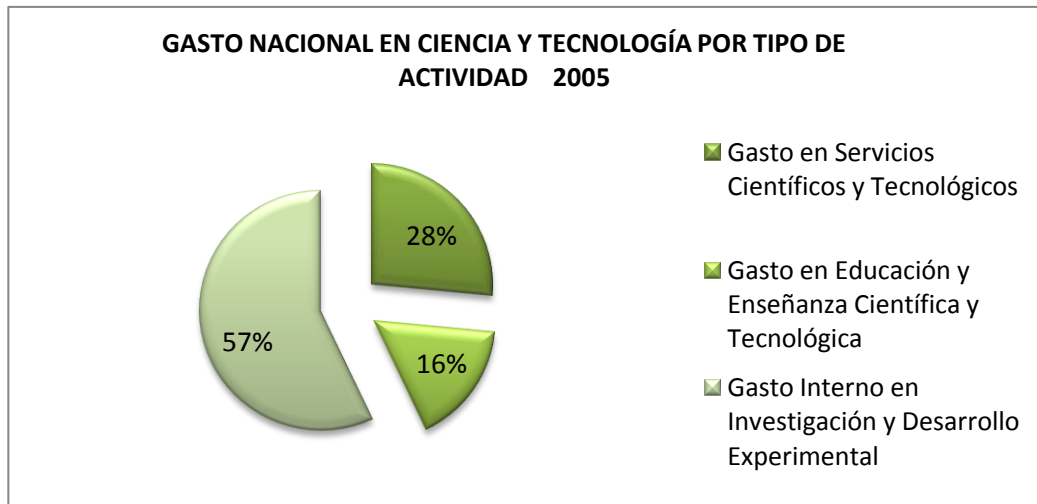 GASTO NACIONAL EN CIENCIA Y TECNOLOGÍA POR TIPO DE
ACTIVIDAD 2005
28%
16%
57%
Gasto en Servicios
Científicos y Tecnológicos
Gasto en Educación y
Enseñanza Científica y
Tecnológica
Gasto Interno en
Investigación y Desarrollo
Experimental